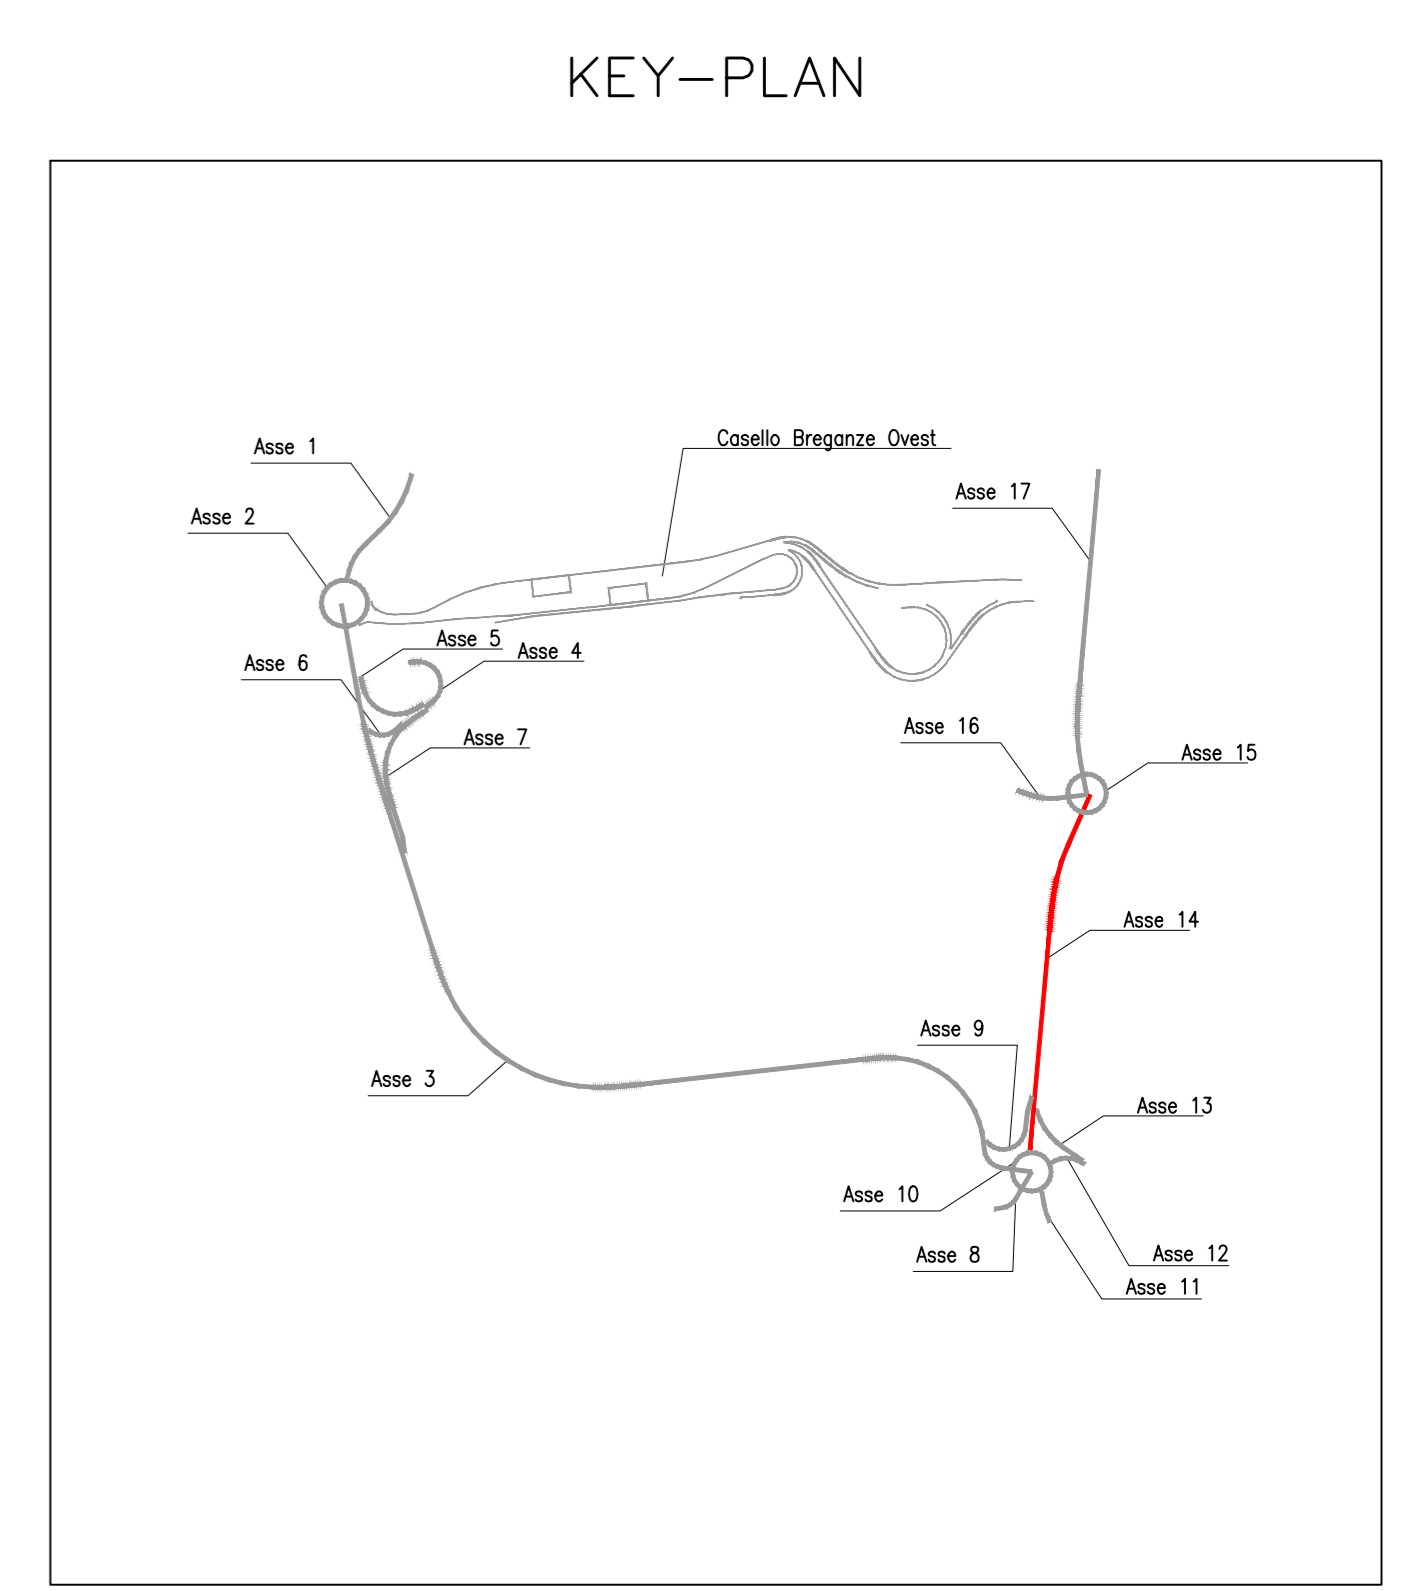 KEY-PLAN
Casello Breganze Ovest
Asse 1
Asse 17
Asse 2
Asse 5
Asse 4
Asse 6
Asse 16
Asse 7
Asse 15
Asse 14
Asse 9
Asse 3
Asse 13
Asse 10
Asse 8
Asse 12
Asse 11